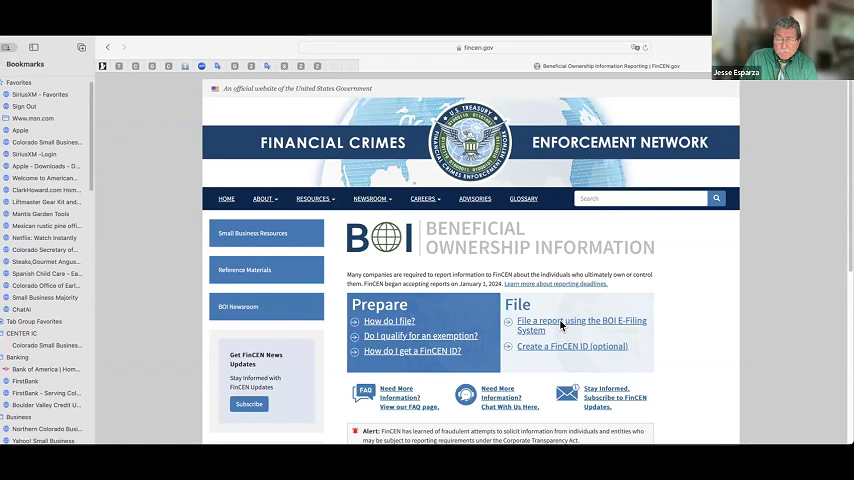 fincen.gov
Jesse Esparza
Bookmarks
Beneficial Ownership Information Reporting | FinCEN.gov
Favorites
SiriusXM - Favorites
Sign Out
Www.msn.com
Apple
Colorado Small Busines...
SiriusXM -Login
Apple - Downloads - D...
Welcome to American...
ClarkHoward.com Hom...
Liftmaster Gear Kit and...
Mantis Garden Tools
Mexican rustic pine offi...
Netflix: Watch Instantly
Colorado Secretary of...
Steaks,Gourmet Angus...
Spanish Child Care - Ea...
Colorado Office of Earl...
Small Business Majority
ChatAI
Tab Group Favorites
CENTER IC
Colorado Small Busines...
Banking
Bank of America | Hom...
FirstBank
FirstBank - Serving Col...
Boulder Valley Credit U...
Business
Northern Colorado Busi...
Yahoo! Small Business
An official website of the United States Government
FINANCIAL CRIMES
U.S. TREASURY
FINANCIAL CRIMES ENFORCEMENT NETWORK
ENFORCEMENT NETWORK
HOME
ABOUT
RESOURCES
NEWSROOM
CAREERS
ADVISORIES
GLOSSARY
Search
Small Business Resources
Reference Materials
BOI Newsroom
Get FinCEN News
Updates
Stay Informed with
FinCEN Updates
Subscribe
BOI
BENEFICIAL
OWNERSHIP INFORMATION
Many companies are required to report information to FinCEN about the individuals who ultimately own or control
them. FinCEN began accepting reports on January 1, 2024. Learn more about reporting deadlines.
Prepare
How do I file?
Do I qualify for an exemption?
How do I get a FinCEN ID?
File
File a report using the BOI E-Filing
System
Create a FinCEN ID (optional)
FAQ
Need More
Information?
View our FAQ page.
Need More
Information?
Chat With Us Here.
Stay Informed.
Subscribe to FinCEN
Updates.
Alert: FinCEN has learned of fraudulent attempts to solicit information from individuals and entities who
may be subject to reporting requirements under the Corporate Transparency Act.